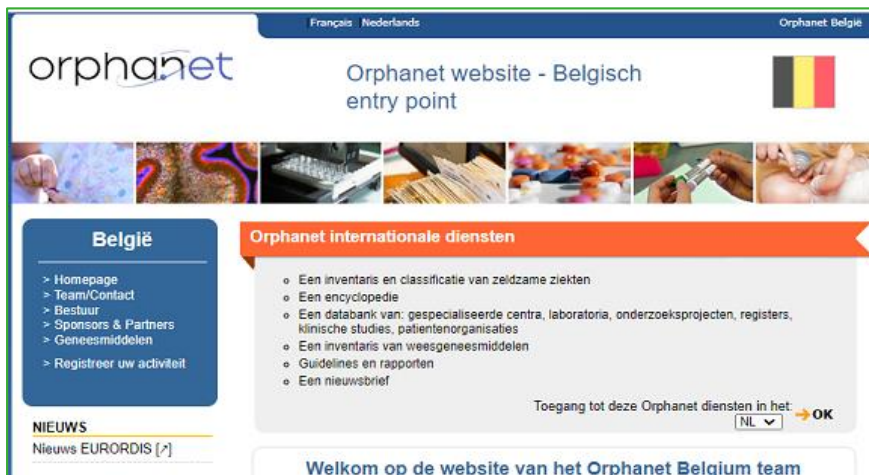 Français Nederlands
Orphanet België
orphanet
Orphanet website - Belgisch
entry point
België
> Homepage
> Team/Contact
> Bestuur
> Sponsors & Partners
> Geneesmiddelen
> Registreer uw activiteit
NIEUWS
Nieuws EURORDIS [↗]
Orphanet internationale diensten
Een inventaris en classificatie van zeldzame ziekten
Een encyclopedie
Een databank van: gespecialiseerde centra, laboratoria, onderzoeksprojecten, registers,
klinische studies, patientenorganisaties
Een inventaris van weesgeneesmiddelen
Guidelines en rapporten
Een nieuwsbrief
Toegang tot deze Orphanet diensten in het:
NL
OK
Welkom op de website van het Orphanet Belgium team